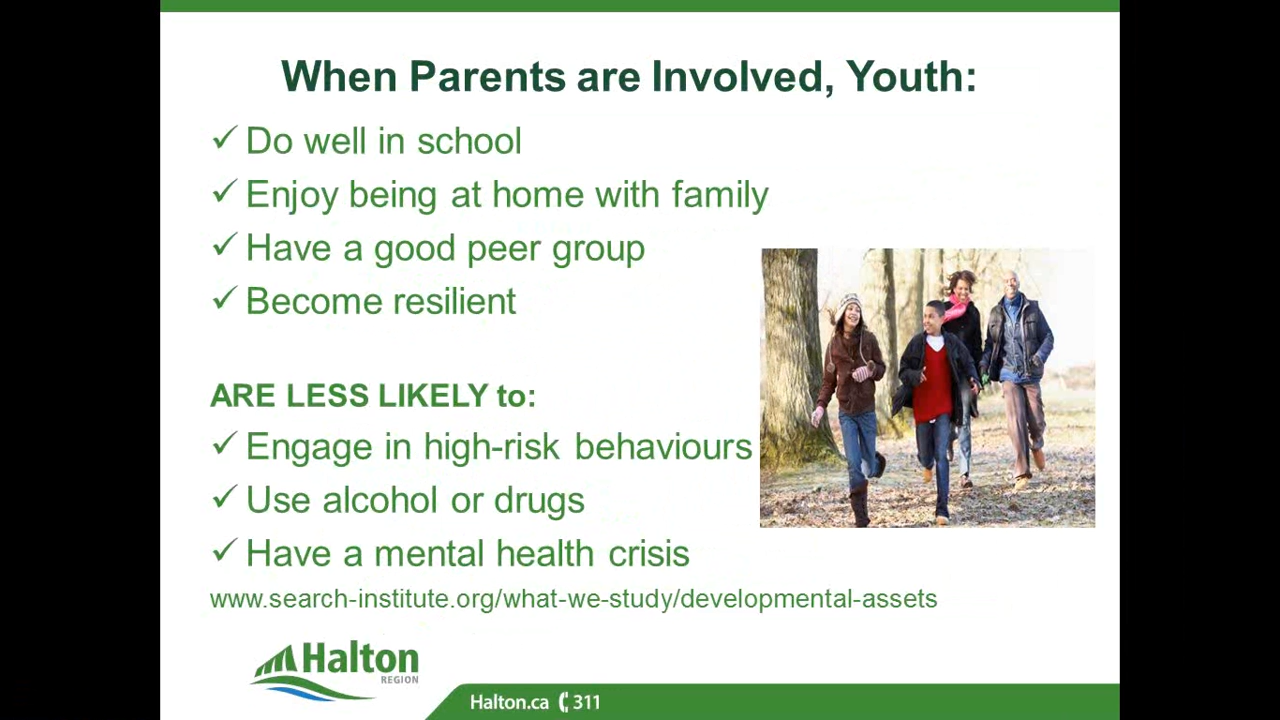 When Parents are Involved, Youth:
✓ Do well in school
✓ Enjoy being at home with family
✓ Have a good peer group
✓ Become resilient
ARE LESS LIKELY to:
✓ Engage in high-risk behaviours
✓ Use alcohol or drugs
✓ Have a mental health crisis
www.search-institute.org/what-we-study/developmental-assets
Halton
REGION
Halton.ca 311